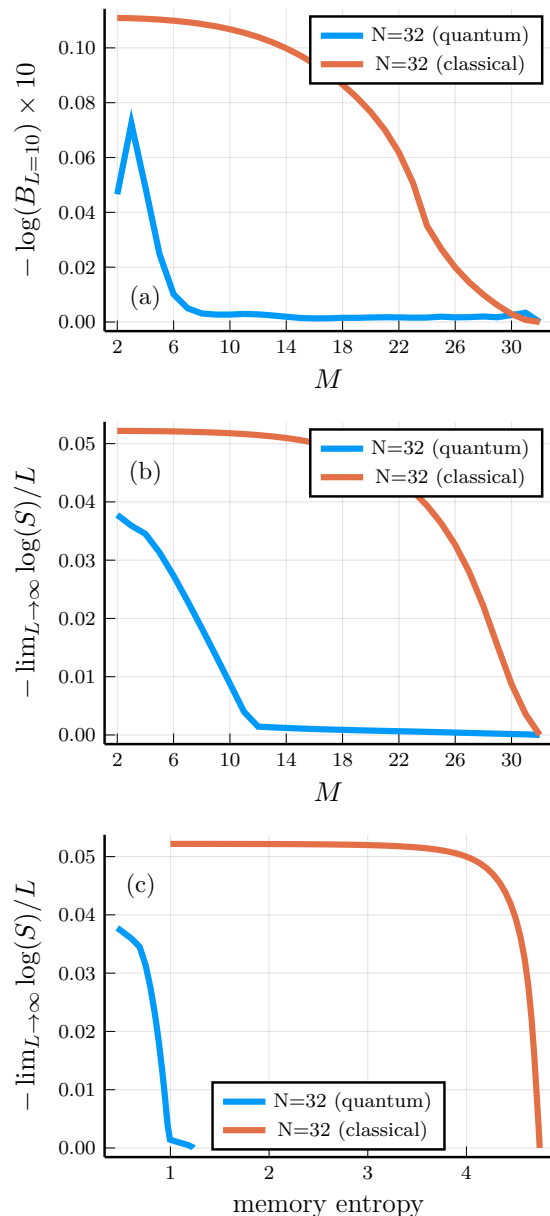 − log(B_{L=10}) × 10
0.10
0.08
0.06
0.04
0.02
0.00
N=32 (quantum)
N=32 (classical)
(a)
2 6 10 14 18 22 26 30
M
− lim_{L→∞} log(S)/L
0.05
0.04
0.03
0.02
0.01
0.00
N=32 (quantum)
N=32 (classical)
(b)
2 6 10 14 18 22 26 30
M
− lim_{L→∞} log(S)/L
0.05
0.04
0.03
0.02
0.01
0.00
(c)
N=32 (quantum)
N=32 (classical)
1 2 3 4
memory entropy